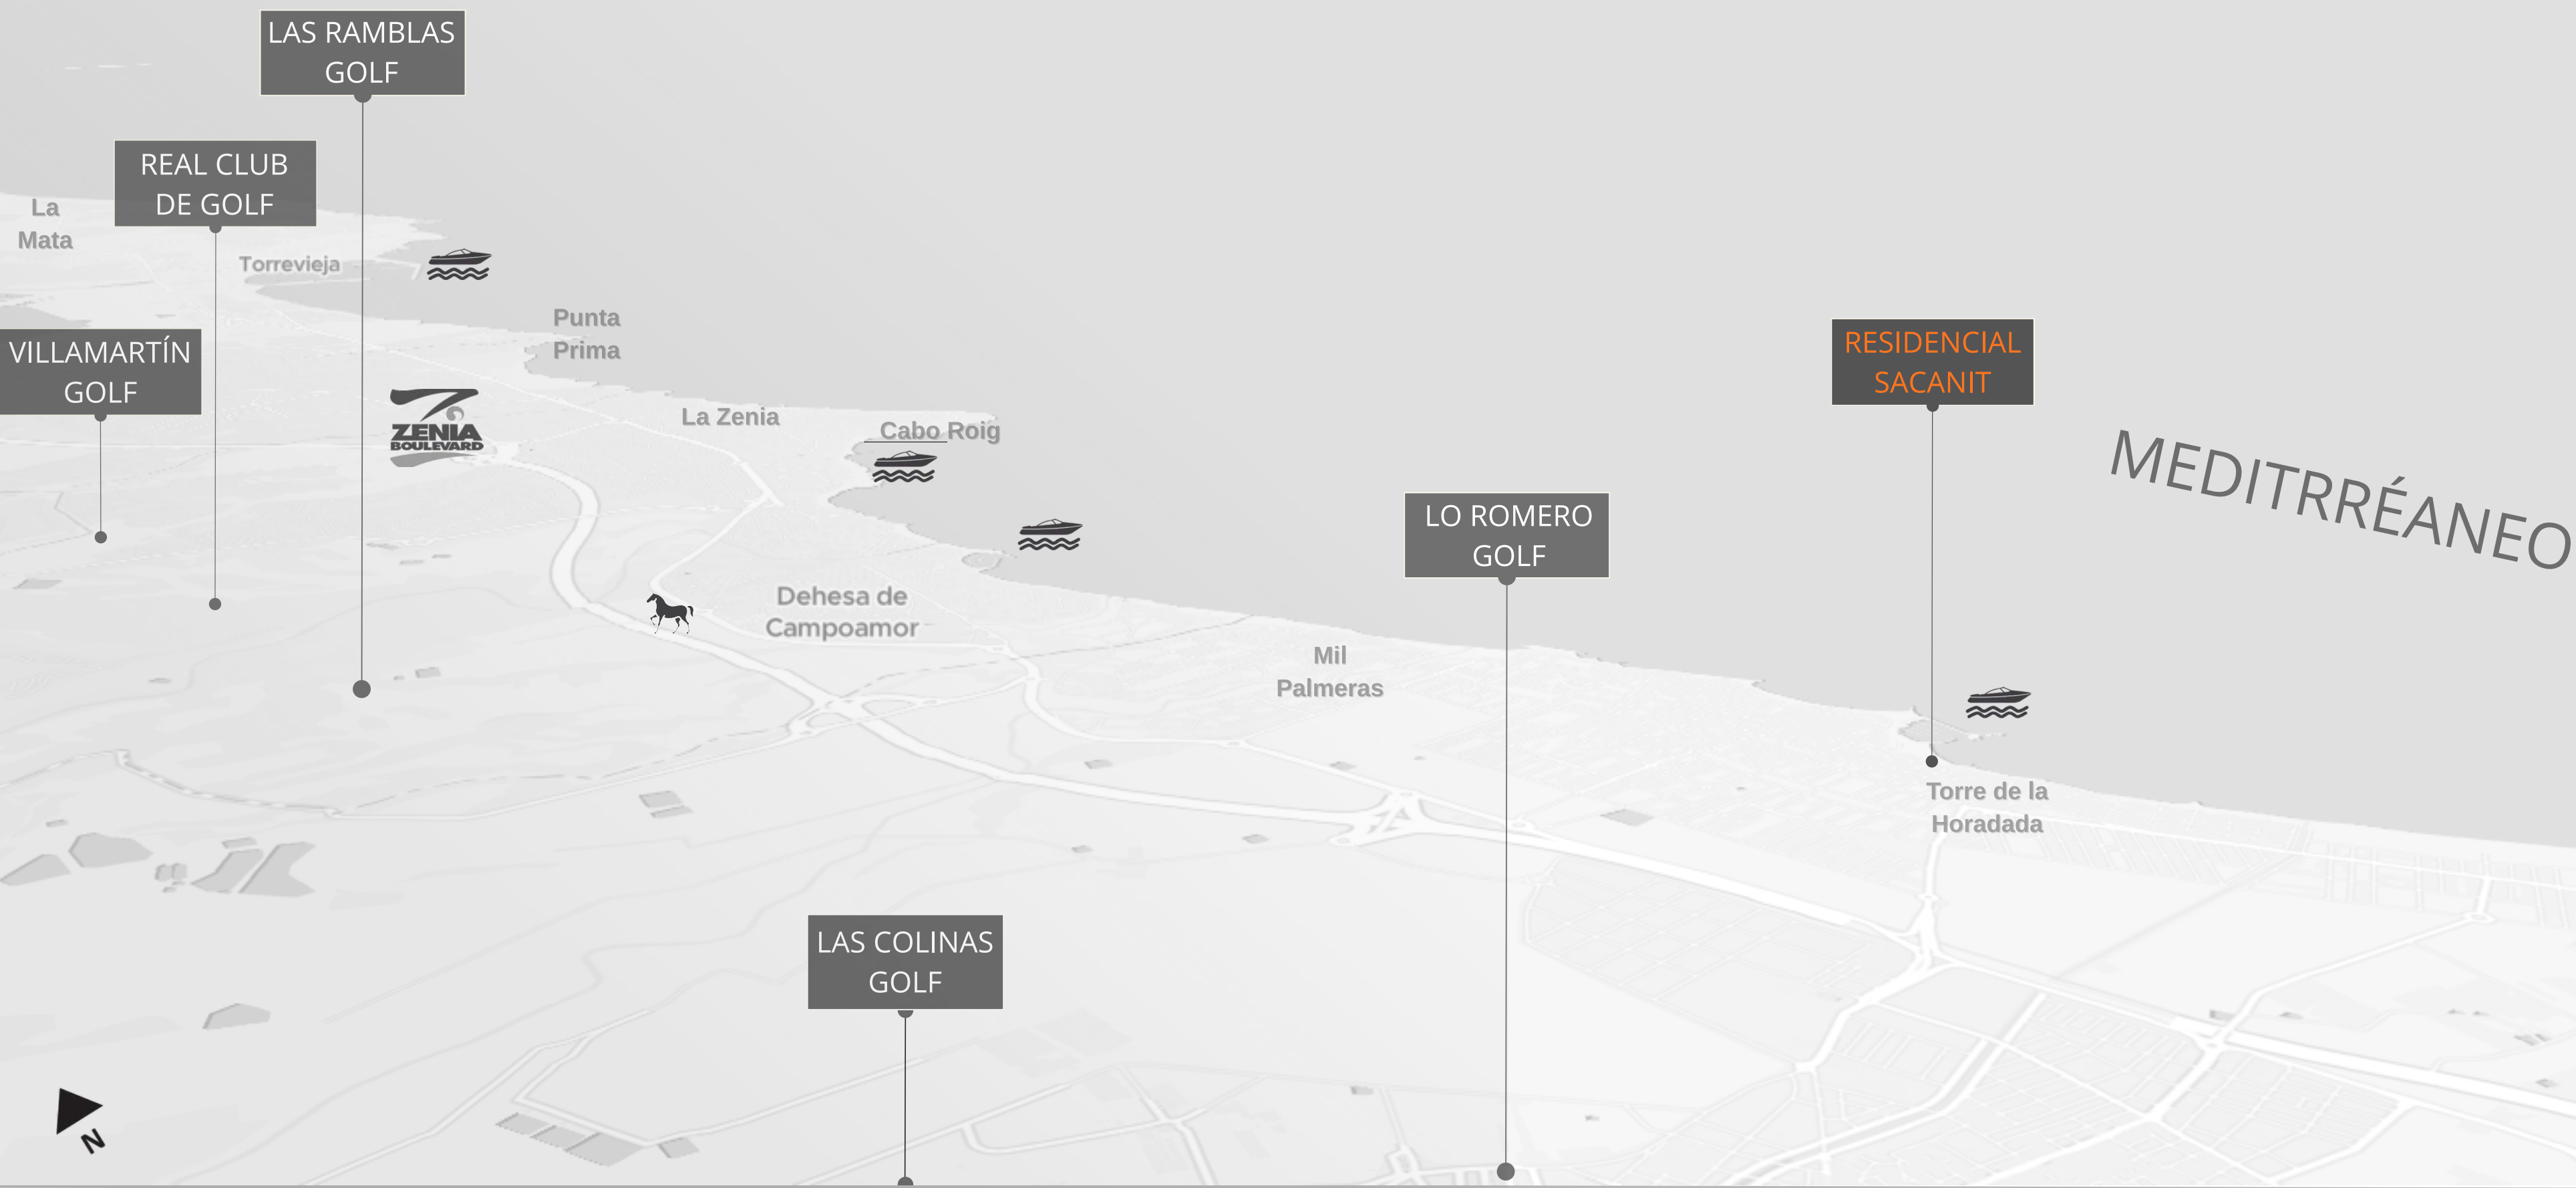 LAS RAMBLAS
GOLF
REAL CLUB
DE GOLF
La
Mata
Torrevieja
Punta
Prima
VILLAMARTÍN
GOLF
ZENIA
BOULEVARD
La Zenia
Cabo Roig
RESIDENCIAL
SACANIT
MEDITRRÉANEO
LO ROMERO
GOLF
Dehesa de
Campoamor
Mil
Palmeras
Torre de la
Horadada
LAS COLINAS
GOLF
N